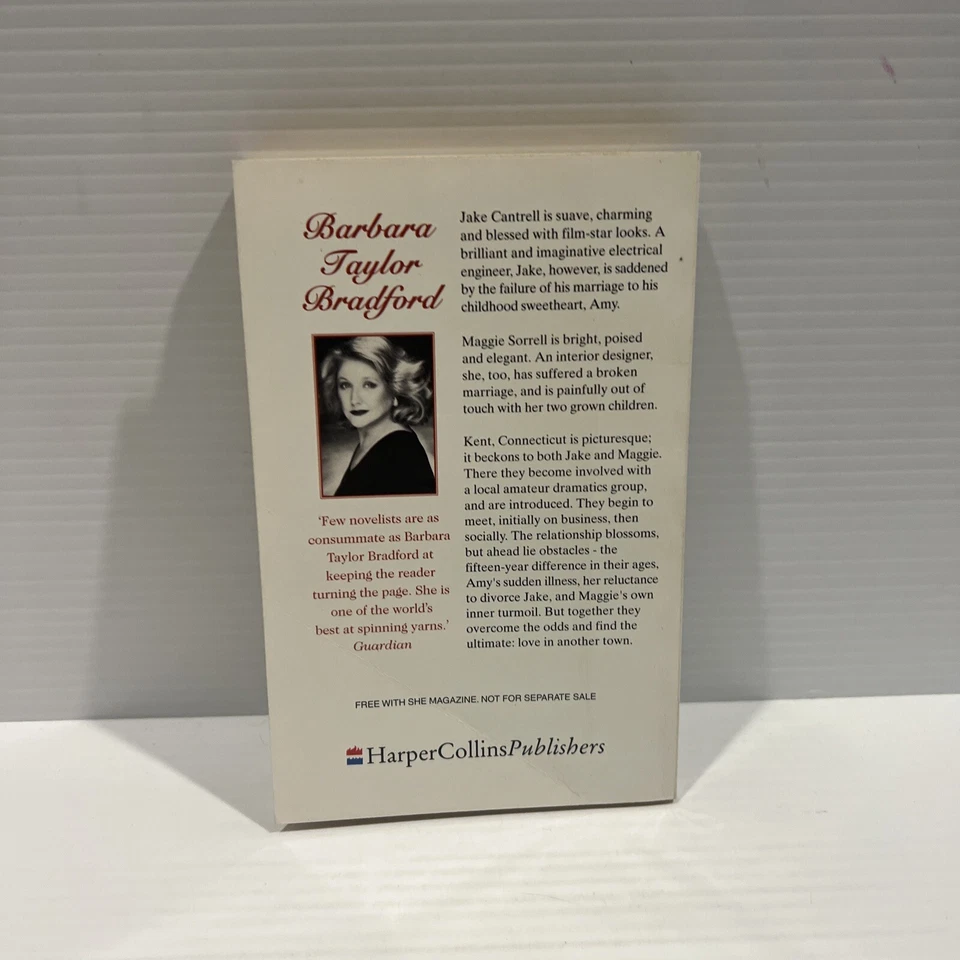 Barbara
Taylor
Bradford
'Few novelists are as
consummate as Barbara
Taylor Bradford at
keeping the reader
turning the page. She is
one of the world's
best at spinning yarns.'
Guardian
Jake Cantrell is suave, charming
and blessed with film-star looks. A
brilliant and imaginative electrical
engineer, Jake, however, is saddened
by the failure of his marriage to his
childhood sweetheart, Amy.
Maggie Sorrell is bright, poised
and elegant. An interior designer,
she, too, has suffered a broken
marriage, and is painfully out of
touch with her two grown children.
Kent, Connecticut is picturesque;
it beckons to both Jake and Maggie.
There they become involved with
a local amateur dramatics group,
and are introduced. They begin to
meet, initially on business, then
socially. The relationship blossoms,
but ahead lie obstacles - the
fifteen-year difference in their ages,
Amy's sudden illness, her reluctance
to divorce Jake, and Maggie's own
inner turmoil. But together they
overcome the odds and find the
ultimate: love in another town.
FREE WITH SHE MAGAZINE. NOT FOR SEPARATE SALE
HarperCollinsPublishers